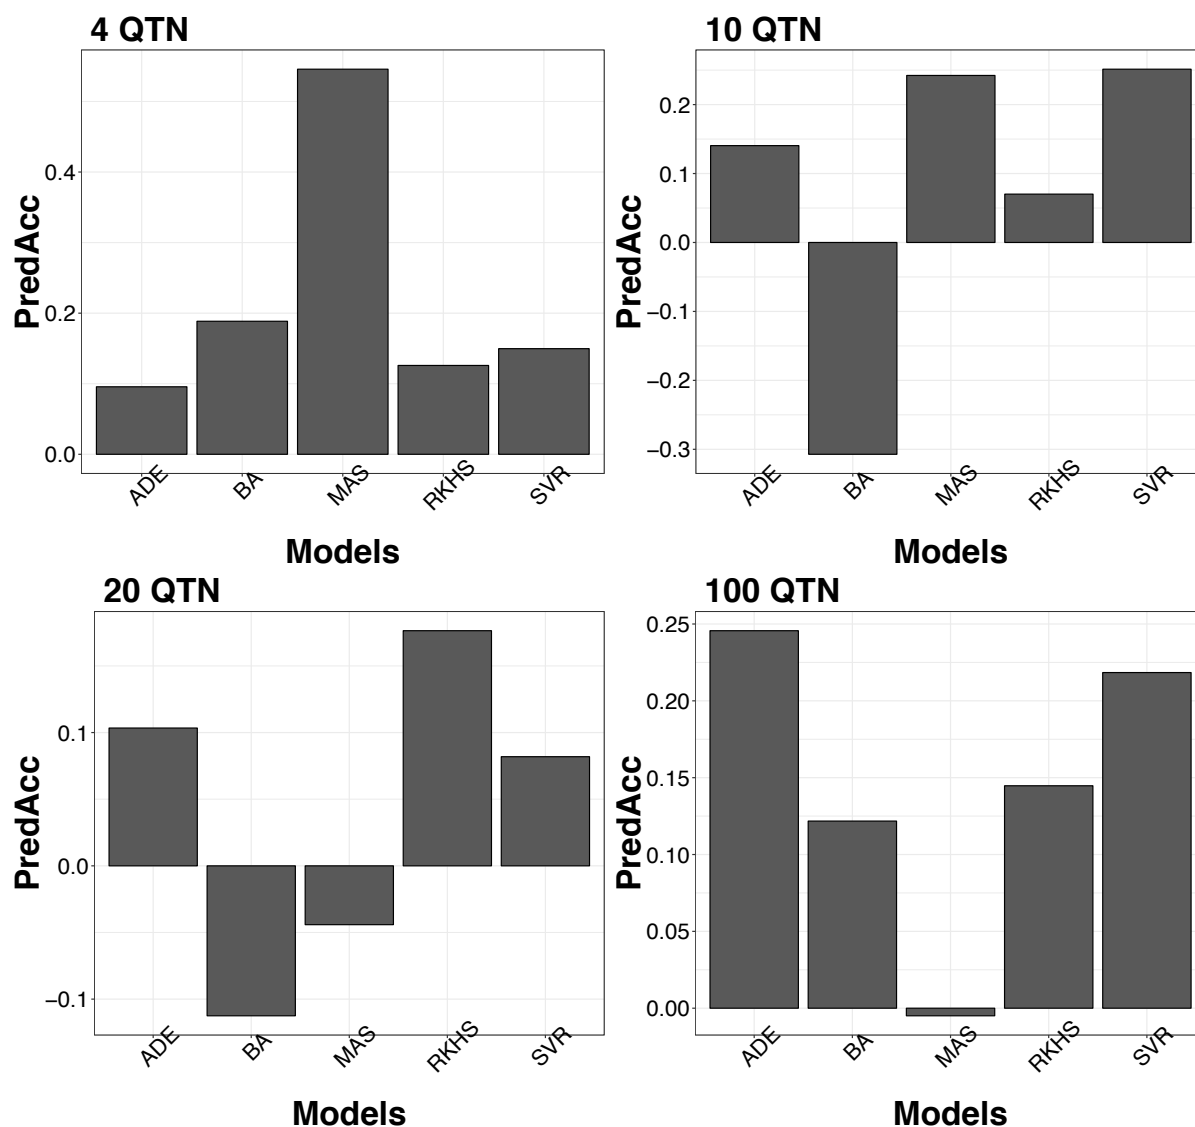 4 QTN
PredAcc
0.4
0.2
0.0
ADE BA MAS RKHS SVR
Models
10 QTN
PredAcc
0.2
0.1
0.0
−0.1
−0.2
−0.3
ADE BA MAS RKHS SVR
Models
20 QTN
PredAcc
0.1
0.0
−0.1
ADE BA MAS RKHS SVR
Models
100 QTN
PredAcc
0.25
0.20
0.15
0.10
0.05
0.00
ADE BA MAS RKHS SVR
Models